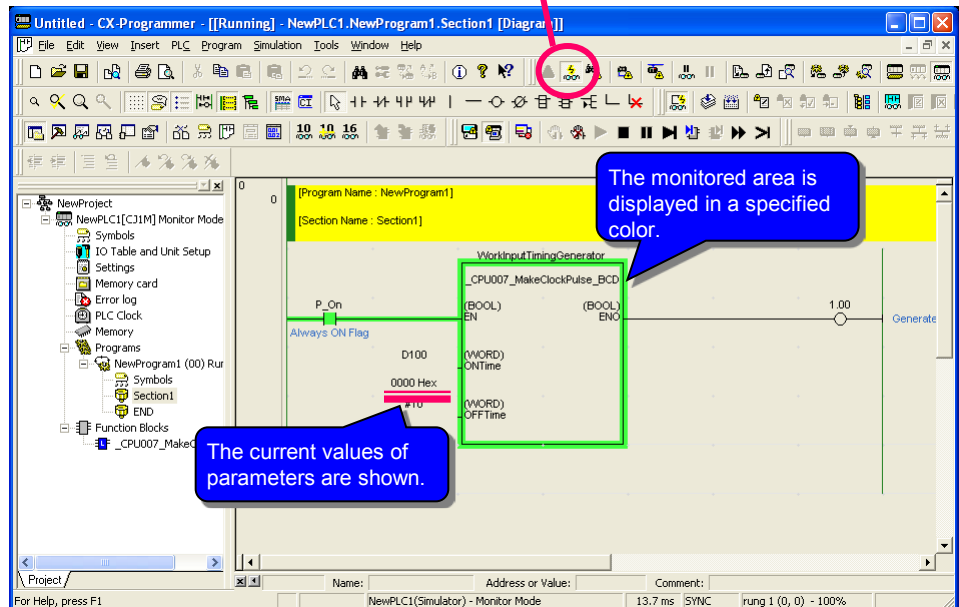 Untitled - CX-Programmer - [[Running] - NewPLC1.NewProgram1.Section1 [Diagram]]
File Edit View Insert PLC Program Simulation Tools Window Help
10 10 16
NewProject
NewPLC1[CJ1M] Monitor Mode
Symbols
IO Table and Unit Setup
Settings
Memory card
Error log
PLC Clock
Memory
Programs
NewProgram1 (00) Rur
Symbols
Section1
END
Function Blocks
_CPU007_MakeC
Project
0
0
[Program Name : NewProgram1]
[Section Name : Section1]
The monitored area is
displayed in a specified
color.
WorkInputTimingGenerator
_CPU007_MakeClockPulse_BCD
P_On
(BOOL)
EN
(BOOL)
ENO
1.00
Always ON Flag
Generate
D100
(WORD)
ONTime
0000 Hex
#10
(WORD)
OFFTime
The current values of
parameters are shown.
Name:
Address or Value:
Comment:
For Help, press F1
NewPLC1(Simulator) - Monitor Mode
13.7 ms
SYNC
rung 1 (0, 0) - 100%